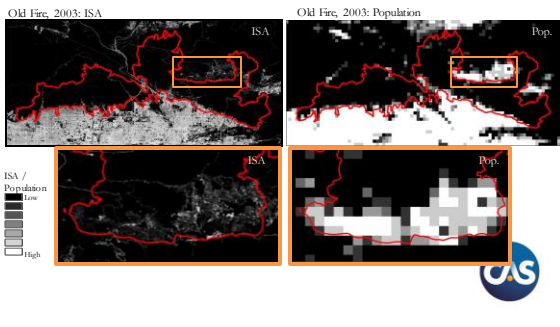 Old Fire, 2003: ISA
Old Fire, 2003: Population
ISA
Pop.
ISA
Pop.
ISA /
Population
Low
High
CAS